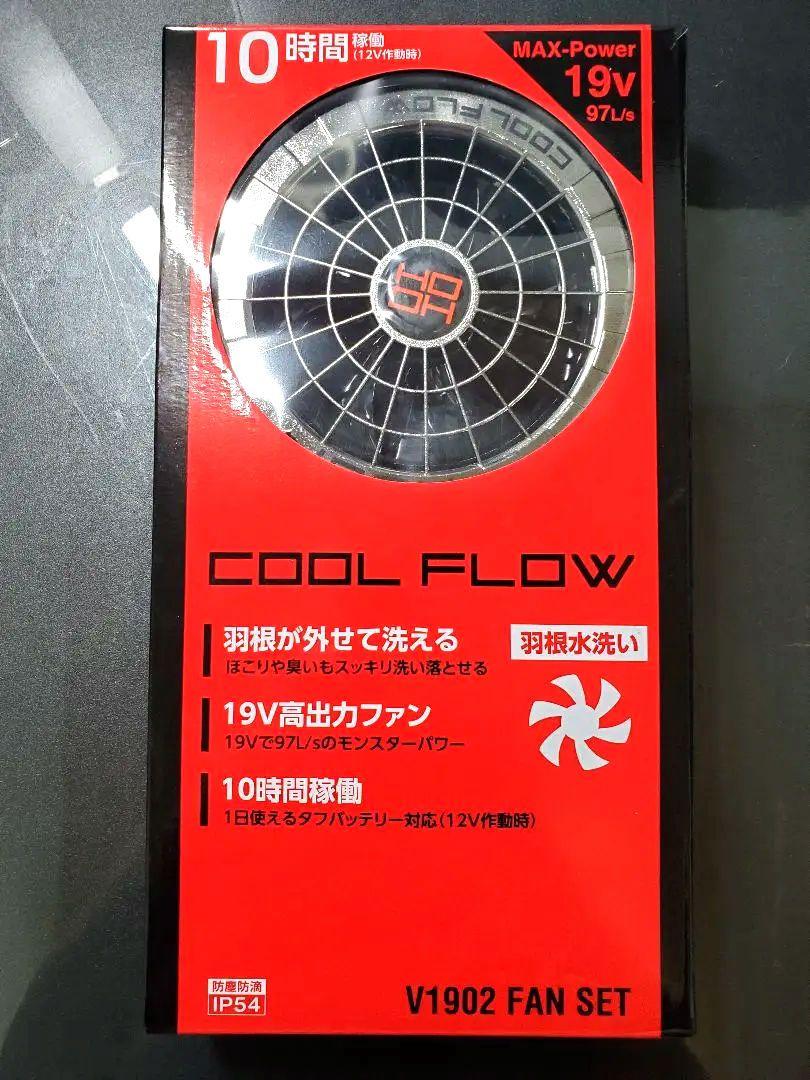 10時間 稼働
(12V作動時)
MAX-Power
19V
97L/s
COOL FLOW
COOL FLOW
羽根が外せて洗える
ほこりや臭いもスッキリ洗い落とせる
羽根水洗い
19V高出力ファン
19Vで97L/sのモンスターパワー
10時間稼働
1日使えるタフバッテリー対応(12V作動時)
防塵防滴
IP54
V1902 FAN SET